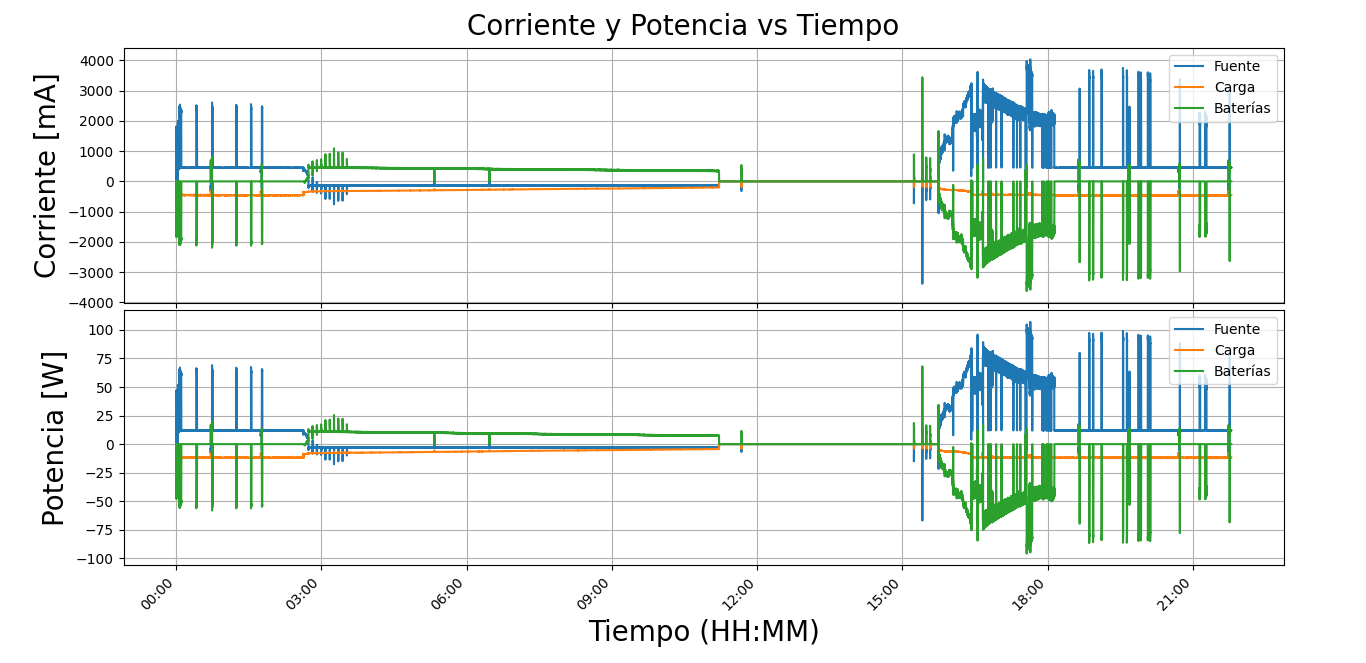 Corriente y Potencia vs Tiempo
Corriente [mA]
4000
3000
2000
1000
0
−1000
−2000
−3000
−4000
Fuente
Carga
Baterías
Potencia [W]
100
75
50
25
0
−25
−50
−75
−100
Fuente
Carga
Baterías
00:00
03:00
06:00
09:00
12:00
15:00
18:00
21:00
Tiempo (HH:MM)